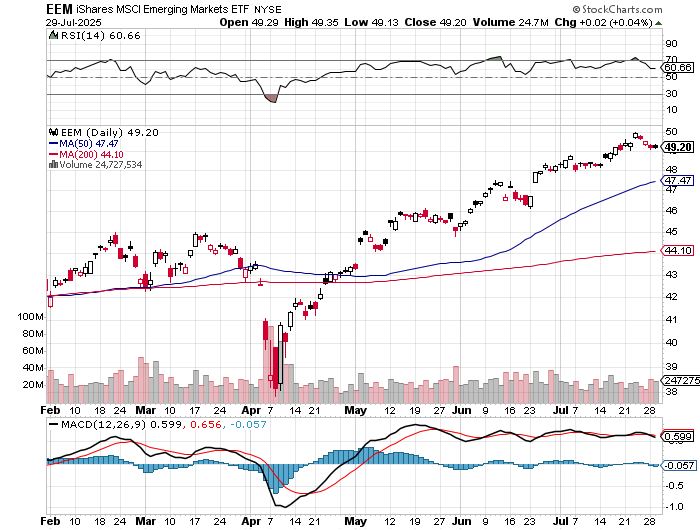 EEM iShares MSCI Emerging Markets ETF NYSE
© StockCharts.com
29-Jul-2025
Open 49.29 High 49.35 Low 49.13 Close 49.20 Volume 24.7M Chg +0.02 (+0.04%)
RSI(14) 60.66
90
70
60.66
50
30
10
EEM (Daily) 49.20
MA(50) 47.47
MA(200) 44.10
Volume 24,727,534
50
49.20
48
47.47
47
46
45
44.10
43
42
41
40
39
38
100M
80M
60M
40M
20M
247275
Feb 10 18 24 Mar 10 17 24 Apr 7 14 21 May 12 19 27 Jun 9 16 23 Jul 7 14 21 28
MACD(12,26,9) 0.599, 0.656, -0.057
0.599
-0.057
-0.5
-1.0
Feb 10 18 24 Mar 10 17 24 Apr 7 14 21 May 12 19 27 Jun 9 16 23 Jul 7 14 21 28